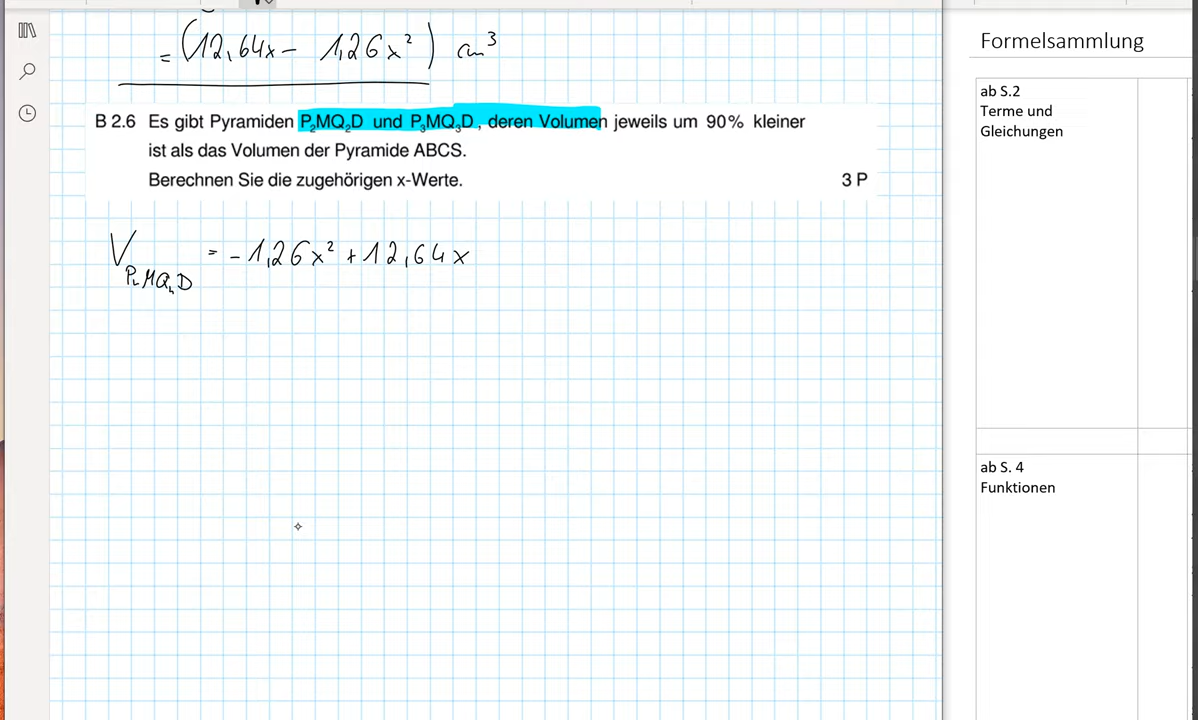 = (12,64x – 1,26x²) cm³
B 2.6 Es gibt Pyramiden P₂MQ₂D und P₃MQ₃D, deren Volumen jeweils um 90% kleiner
ist als das Volumen der Pyramide ABCS.
Berechnen Sie die zugehörigen x-Werte.
3 P
V PₙMQₙD = - 1,26x² + 12,64x
Formelsammlung
ab S.2
Terme und
Gleichungen
ab S. 4
Funktionen